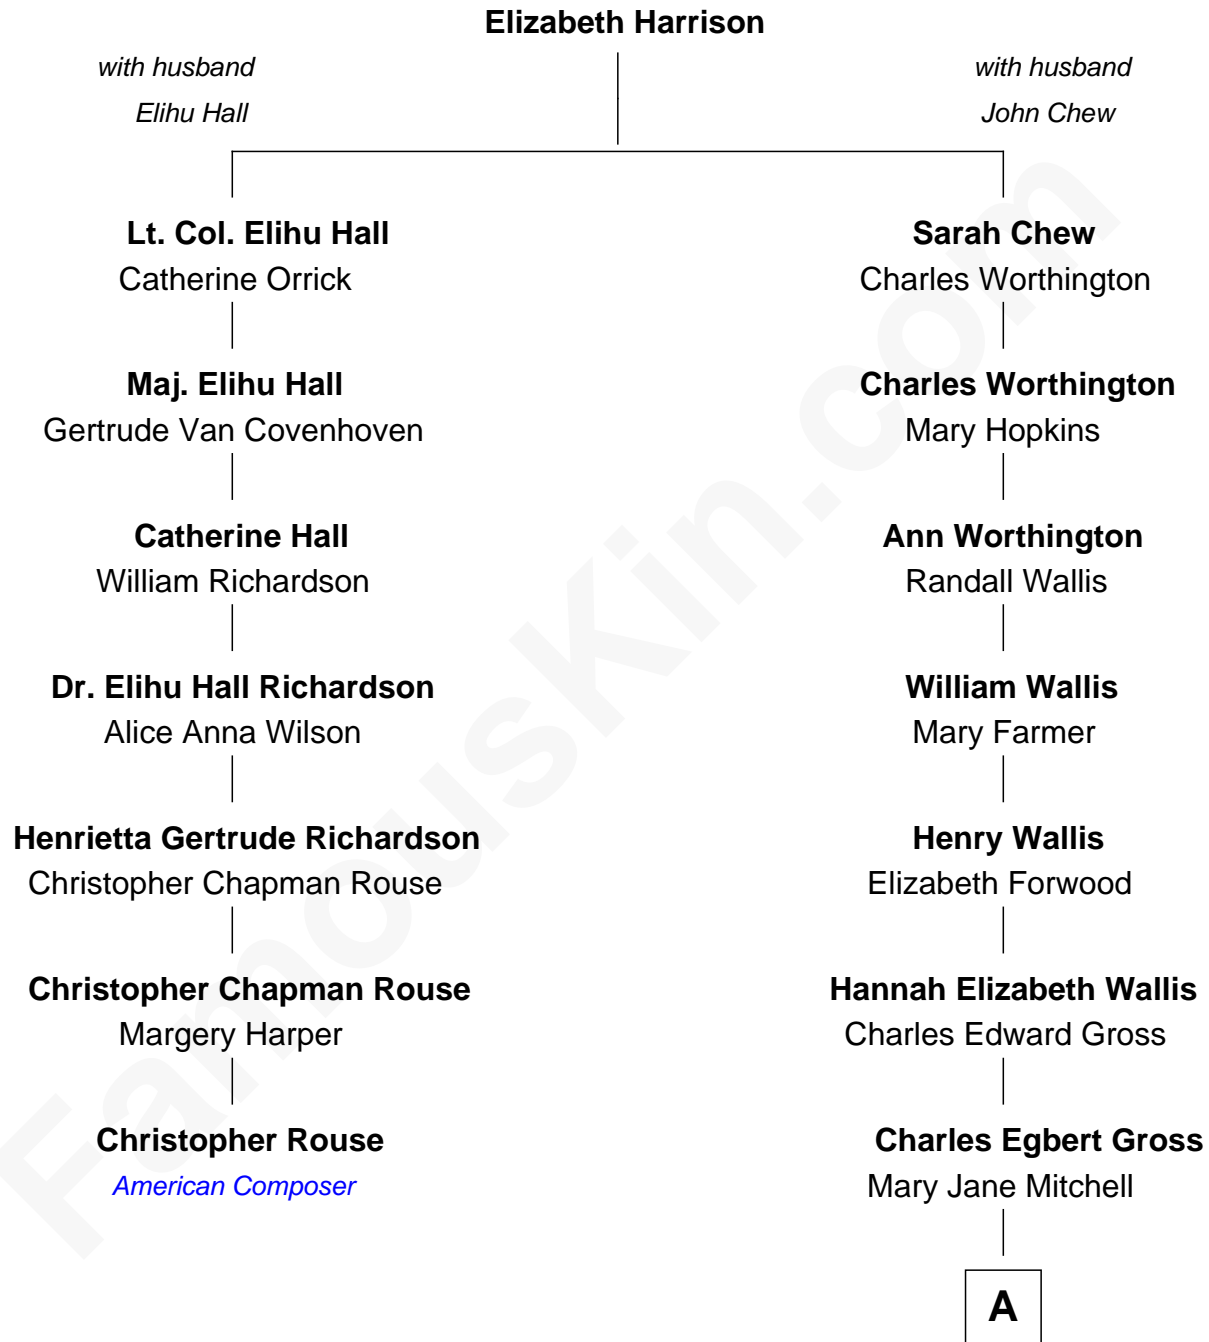 Elizabeth Harrison
with husband
Elihu Hall
with husband
John Chew
Lt. Col. Elihu Hall
Catherine Orrick
Sarah Chew
Charles Worthington
Maj. Elihu Hall
Gertrude Van Covenhoven
Charles Worthington
Mary Hopkins
Catherine Hall
William Richardson
Ann Worthington
Randall Wallis
Dr. Elihu Hall Richardson
Alice Anna Wilson
William Wallis
Mary Farmer
Henrietta Gertrude Richardson
Christopher Chapman Rouse
Henry Wallis
Elizabeth Forwood
Christopher Chapman Rouse
Margery Harper
Hannah Elizabeth Wallis
Charles Edward Gross
Christopher Rouse
American Composer
Charles Egbert Gross
Mary Jane Mitchell
A
FamousKin.com